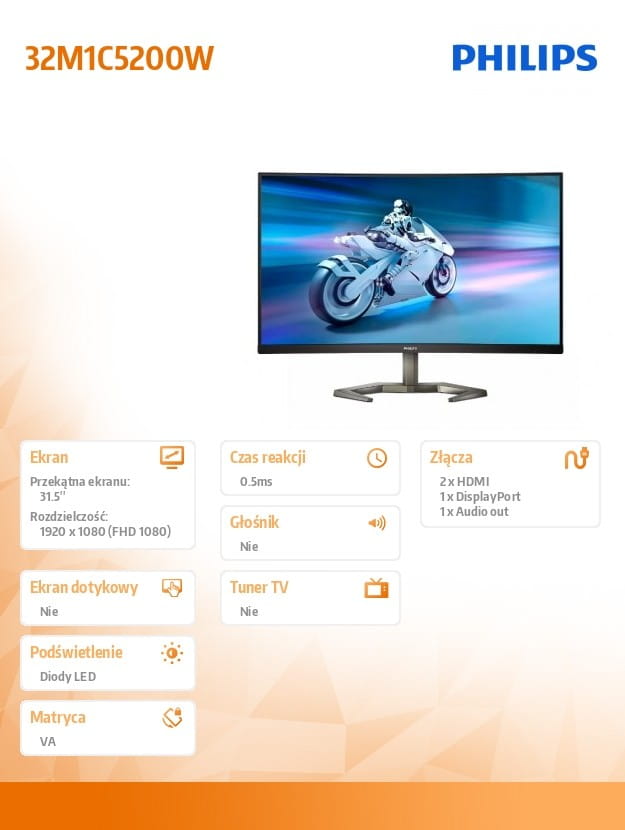 32M1C5200W
PHILIPS
PHILIPS
Ekran
Przekątna ekranu:
31.5"
Rozdzielczość:
1920 x 1080 (FHD 1080)
Czas reakcji
0.5ms
Złącza
2 x HDMI
1 x DisplayPort
1 x Audio out
Głośnik
Nie
Ekran dotykowy
Nie
Tuner TV
Nie
Podświetlenie
Diody LED
Matryca
VA